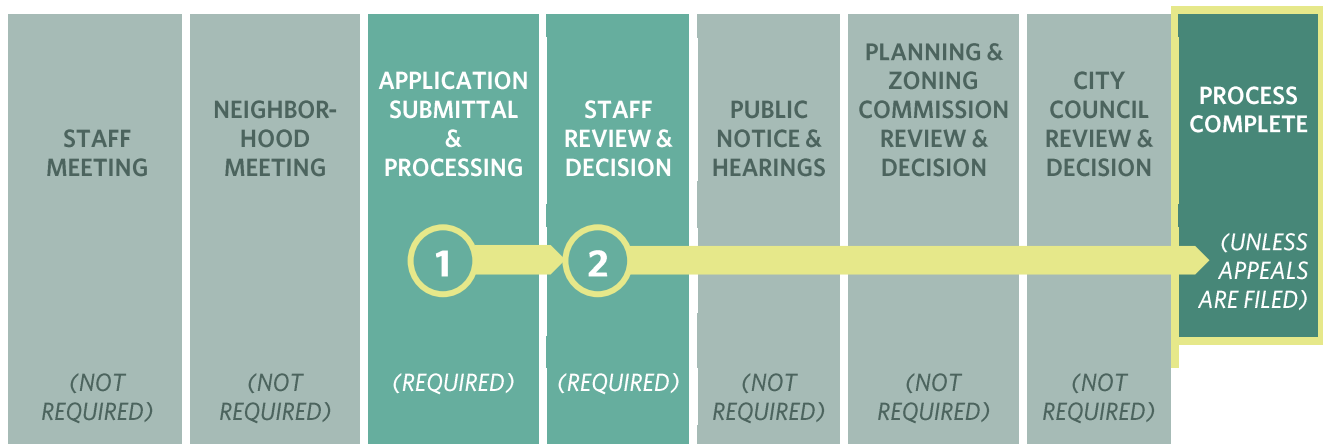 STAFF
MEETING
(NOT
REQUIRED)
NEIGHBOR-
HOOD
MEETING
(NOT
REQUIRED)
APPLICATION
SUBMITTAL
&
PROCESSING
1
(REQUIRED)
STAFF
REVIEW &
DECISION
2
(REQUIRED)
PUBLIC
NOTICE &
HEARINGS
(NOT
REQUIRED)
PLANNING &
ZONING
COMMISSION
REVIEW &
DECISION
(NOT
REQUIRED)
CITY
COUNCIL
REVIEW &
DECISION
(NOT
REQUIRED)
PROCESS
COMPLETE
(UNLESS
APPEALS
ARE FILED)